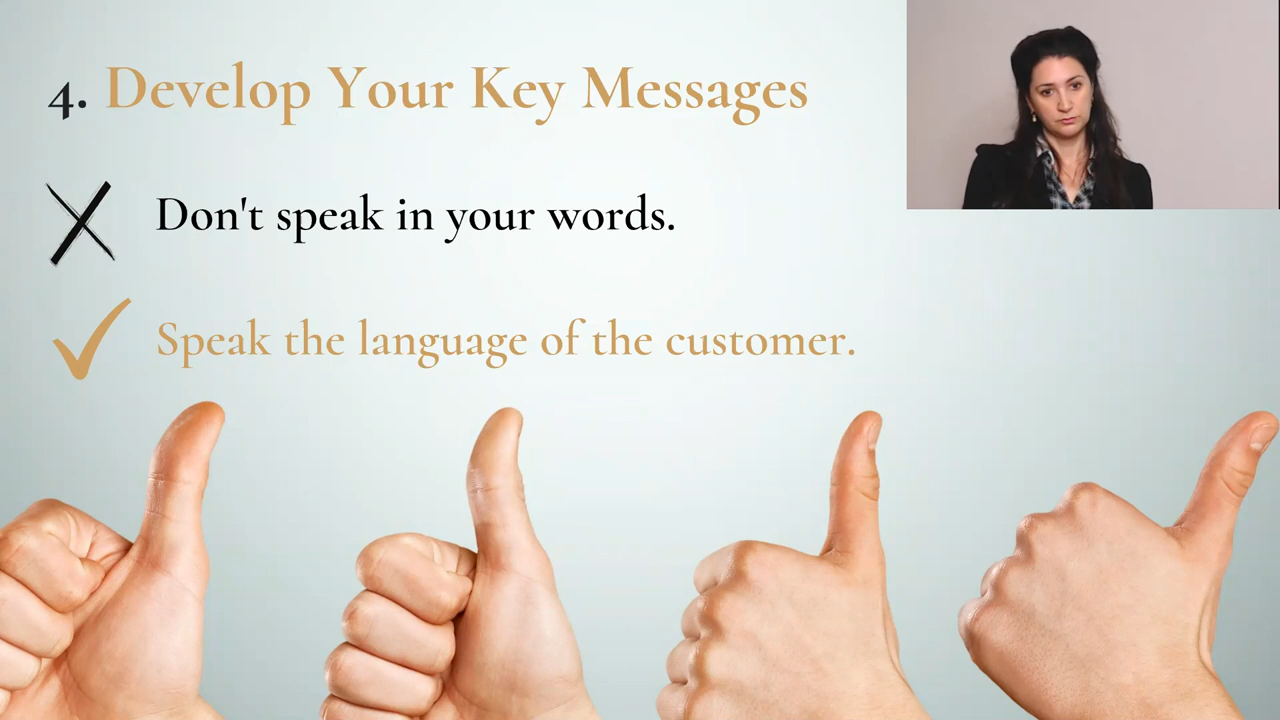 4. Develop Your Key Messages
Don't speak in your words.
Speak the language of the customer.